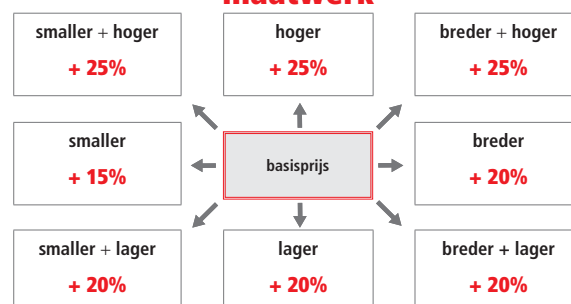 maatwerk
smaller + hoger
+ 25%
hoger
+ 25%
breder + hoger
+ 25%
smaller
+ 15%
basisprijs
breder
+ 20%
smaller + lager
+ 20%
lager
+ 20%
breder + lager
+ 20%